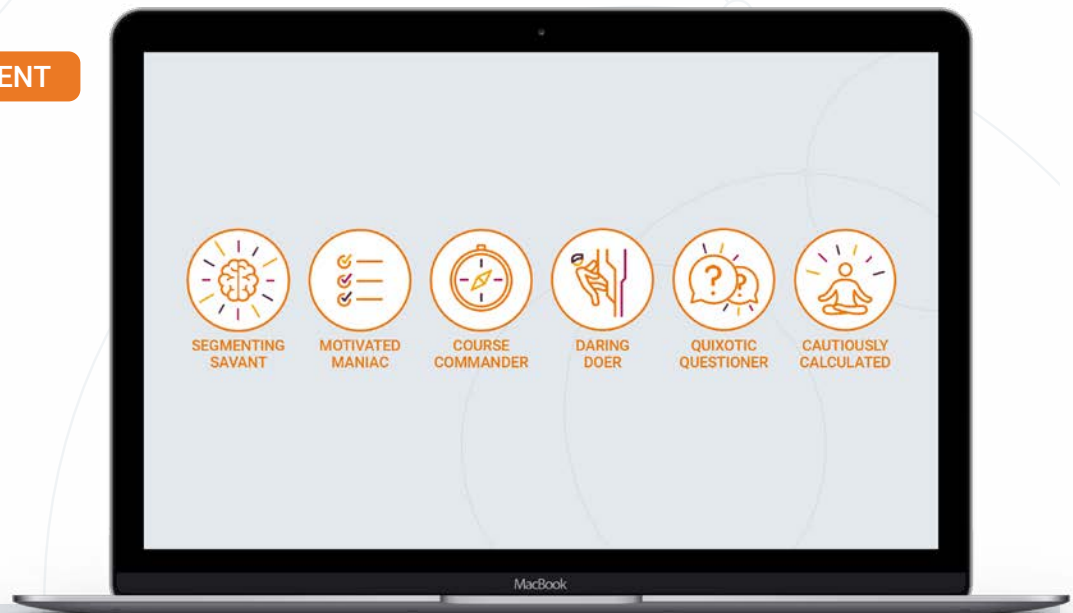 ENT
SEGMENTING
SAVANT
MOTIVATED
MANIAC
COURSE
COMMANDER
DARING
DOER
QUIXOTIC
QUESTIONER
CAUTIOUSLY
CALCULATED
? ?
MacBook